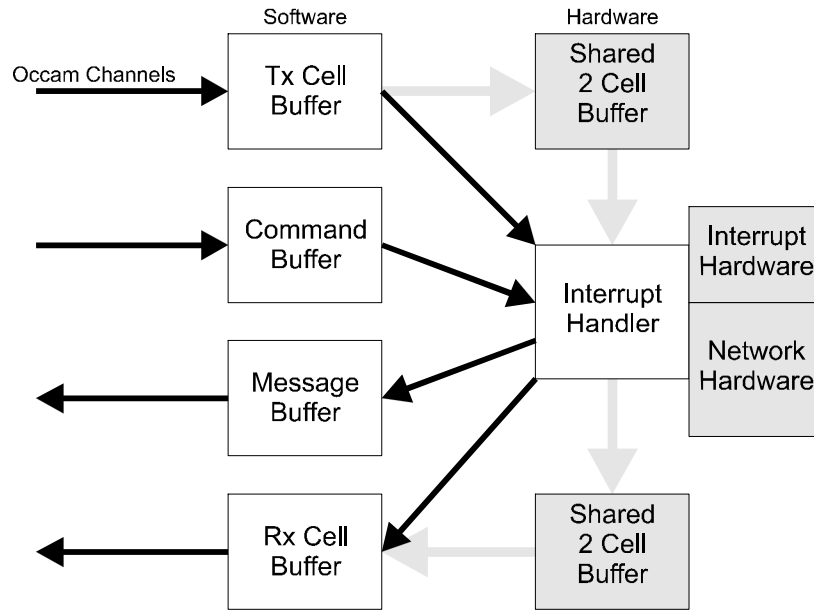 Software
Hardware
Occam Channels
Tx Cell
Buffer
Shared
2 Cell
Buffer
Command
Buffer
Interrupt
Hardware
Interrupt
Handler
Message
Buffer
Network
Hardware
Rx Cell
Buffer
Shared
2 Cell
Buffer